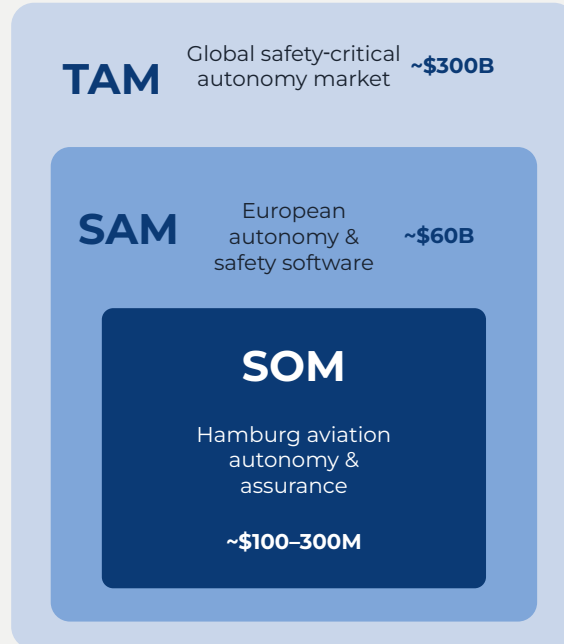 TAM
Global safety-critical
autonomy market
~$300B
SAM
European
autonomy &
safety software
~$60B
SOM
Hamburg aviation
autonomy &
assurance
~$100–300M